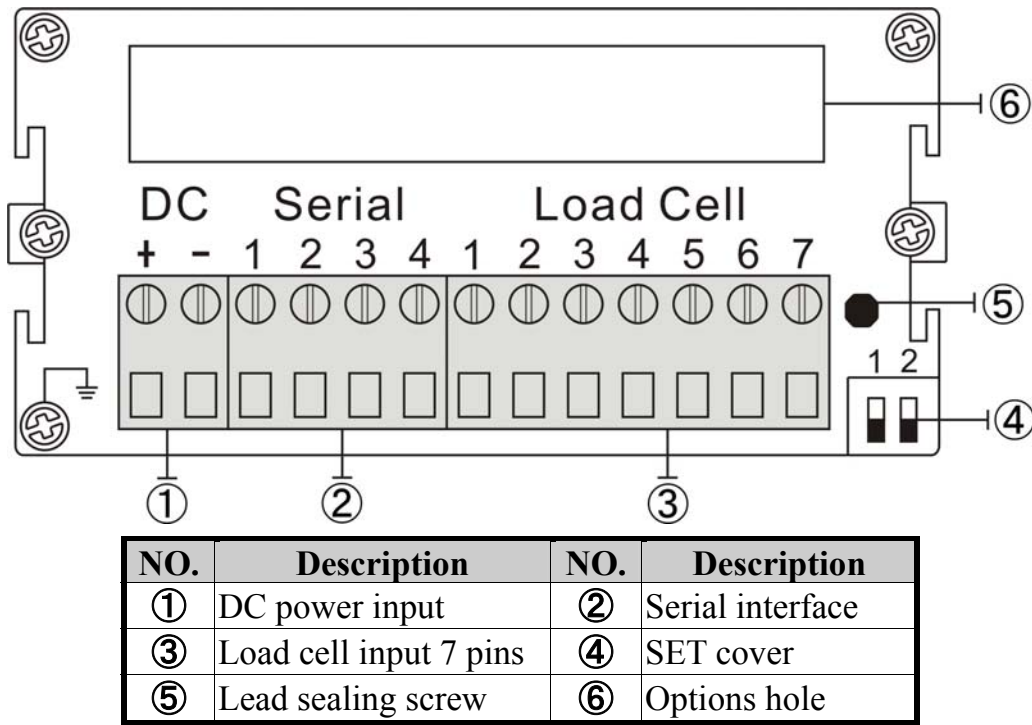 ⑥
DC Serial Load Cell
+ - 1 2 3 4 1 2 3 4 5 6 7
⑤
1 2
④
① ② ③
NO. Description NO. Description
① DC power input ② Serial interface
③ Load cell input 7 pins ④ SET cover
⑤ Lead sealing screw ⑥ Options hole